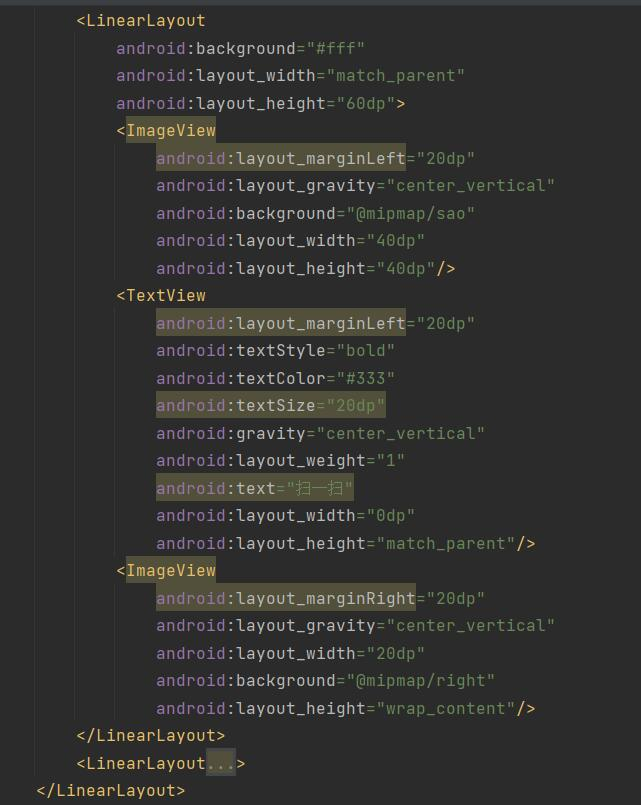 <LinearLayout
android:background="#fff"
android:layout_width="match_parent"
android:layout_height="60dp">
<ImageView
android:layout_marginLeft="20dp"
android:layout_gravity="center_vertical"
android:background="@mipmap/sao"
android:layout_width="40dp"
android:layout_height="40dp"/>
<TextView
android:layout_marginLeft="20dp"
android:textStyle="bold"
android:textColor="#333"
android:textSize="20dp"
android:gravity="center_vertical"
android:layout_weight="1"
android:text="扫一扫"
android:layout_width="0dp"
android:layout_height="match_parent"/>
<ImageView
android:layout_marginRight="20dp"
android:layout_gravity="center_vertical"
android:layout_width="20dp"
android:background="@mipmap/right"
android:layout_height="wrap_content"/>
</LinearLayout>
<LinearLayout...>
</LinearLayout>